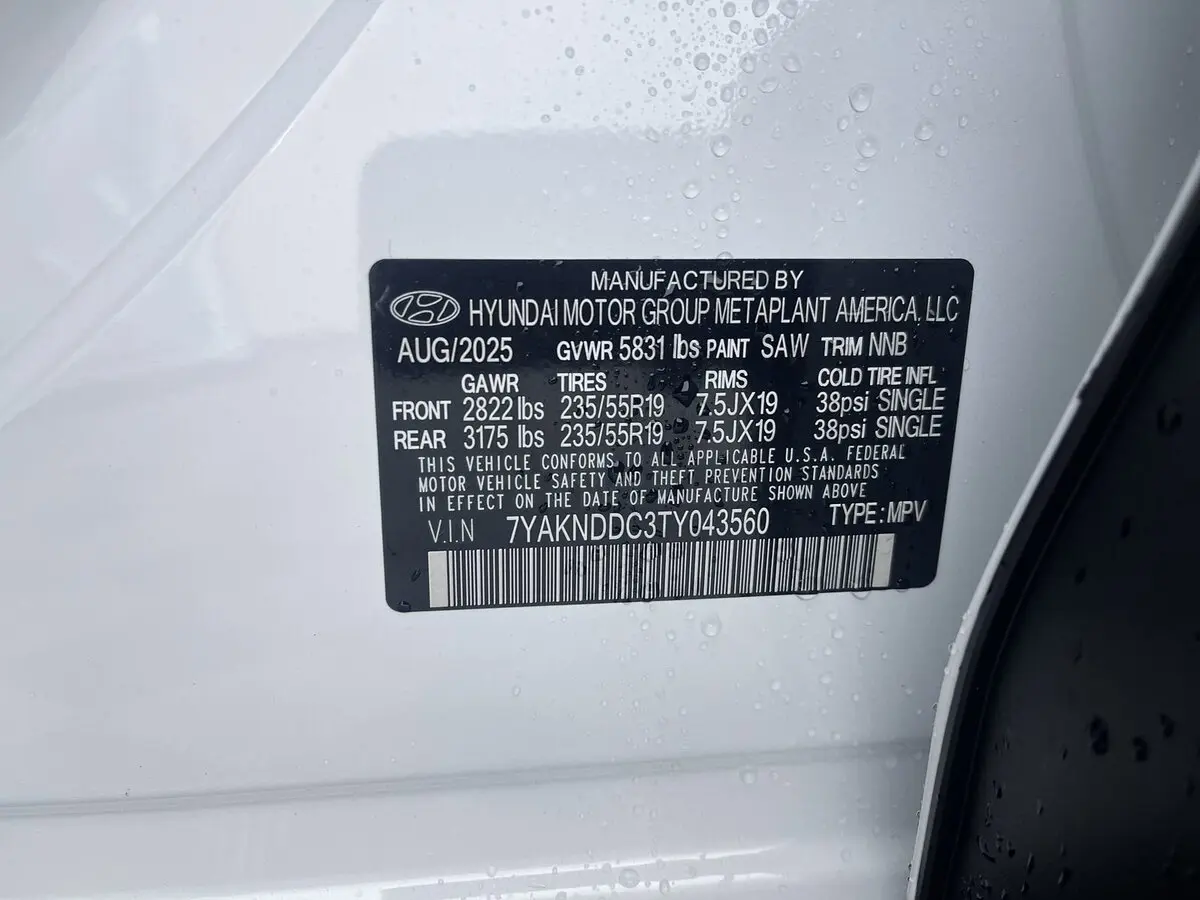 MANUFACTURED BY
HYUNDAI MOTOR GROUP METAPLANT AMERICA, LLC
AUG/2025 GVWR 5831 lbs PAINT SAW TRIM NNB
GAWR TIRES RIMS COLD TIRE INFL
FRONT 2822 lbs 235/55R19 7.5JX19 38psi SINGLE
REAR 3175 lbs 235/55R19 7.5JX19 38psi SINGLE
THIS VEHICLE CONFORMS TO ALL APPLICABLE U.S.A. FEDERAL
MOTOR VEHICLE SAFETY AND THEFT PREVENTION STANDARDS
IN EFFECT ON THE DATE OF MANUFACTURE SHOWN ABOVE
V.I.N 7YAKNDDC3TY043560 TYPE:MPV